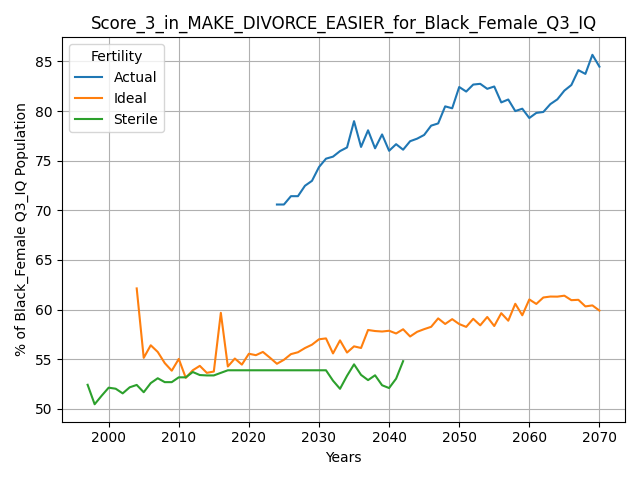 Score_3_in_MAKE_DIVORCE_EASIER_for_Black_Female_Q3_IQ
Fertility
Actual
Ideal
Sterile
% of Black_Female Q3_IQ Population
85
80
75
70
65
60
55
50
2000 2010 2020 2030 2040 2050 2060 2070
Years